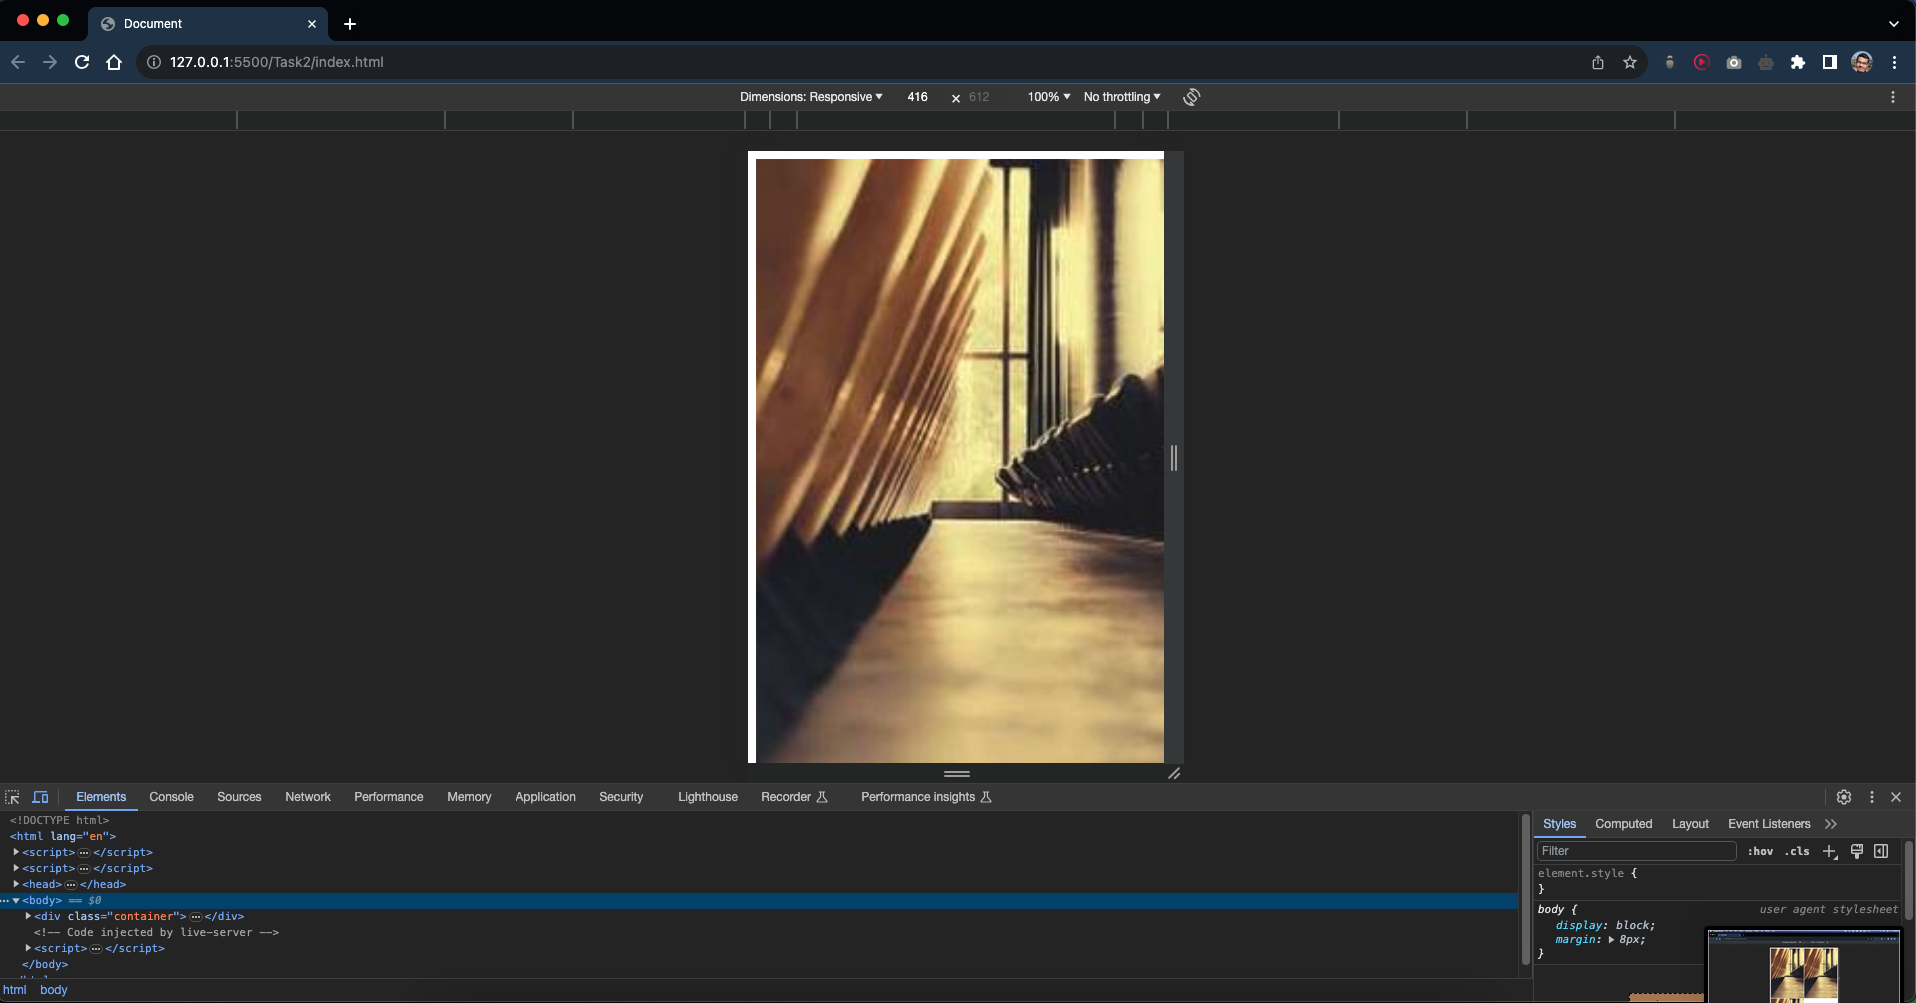 Document
127.0.0.1:5500/Task2/index.html
Dimensions: Responsive 416 × 612 100% No throttling
Elements Console Sources Network Performance Memory Application Security Lighthouse Recorder Performance insights
<!DOCTYPE html>
<html lang="en">
<script>…</script>
<script>…</script>
<head>…</head>
<body> == $0
<div class="container">…</div>
<!-- Code injected by live-server -->
<script>…</script>
</body>
html body
Styles Computed Layout Event Listeners
Filter :hov .cls
element.style {
}
body { user agent stylesheet
display: block;
margin: 8px;
}